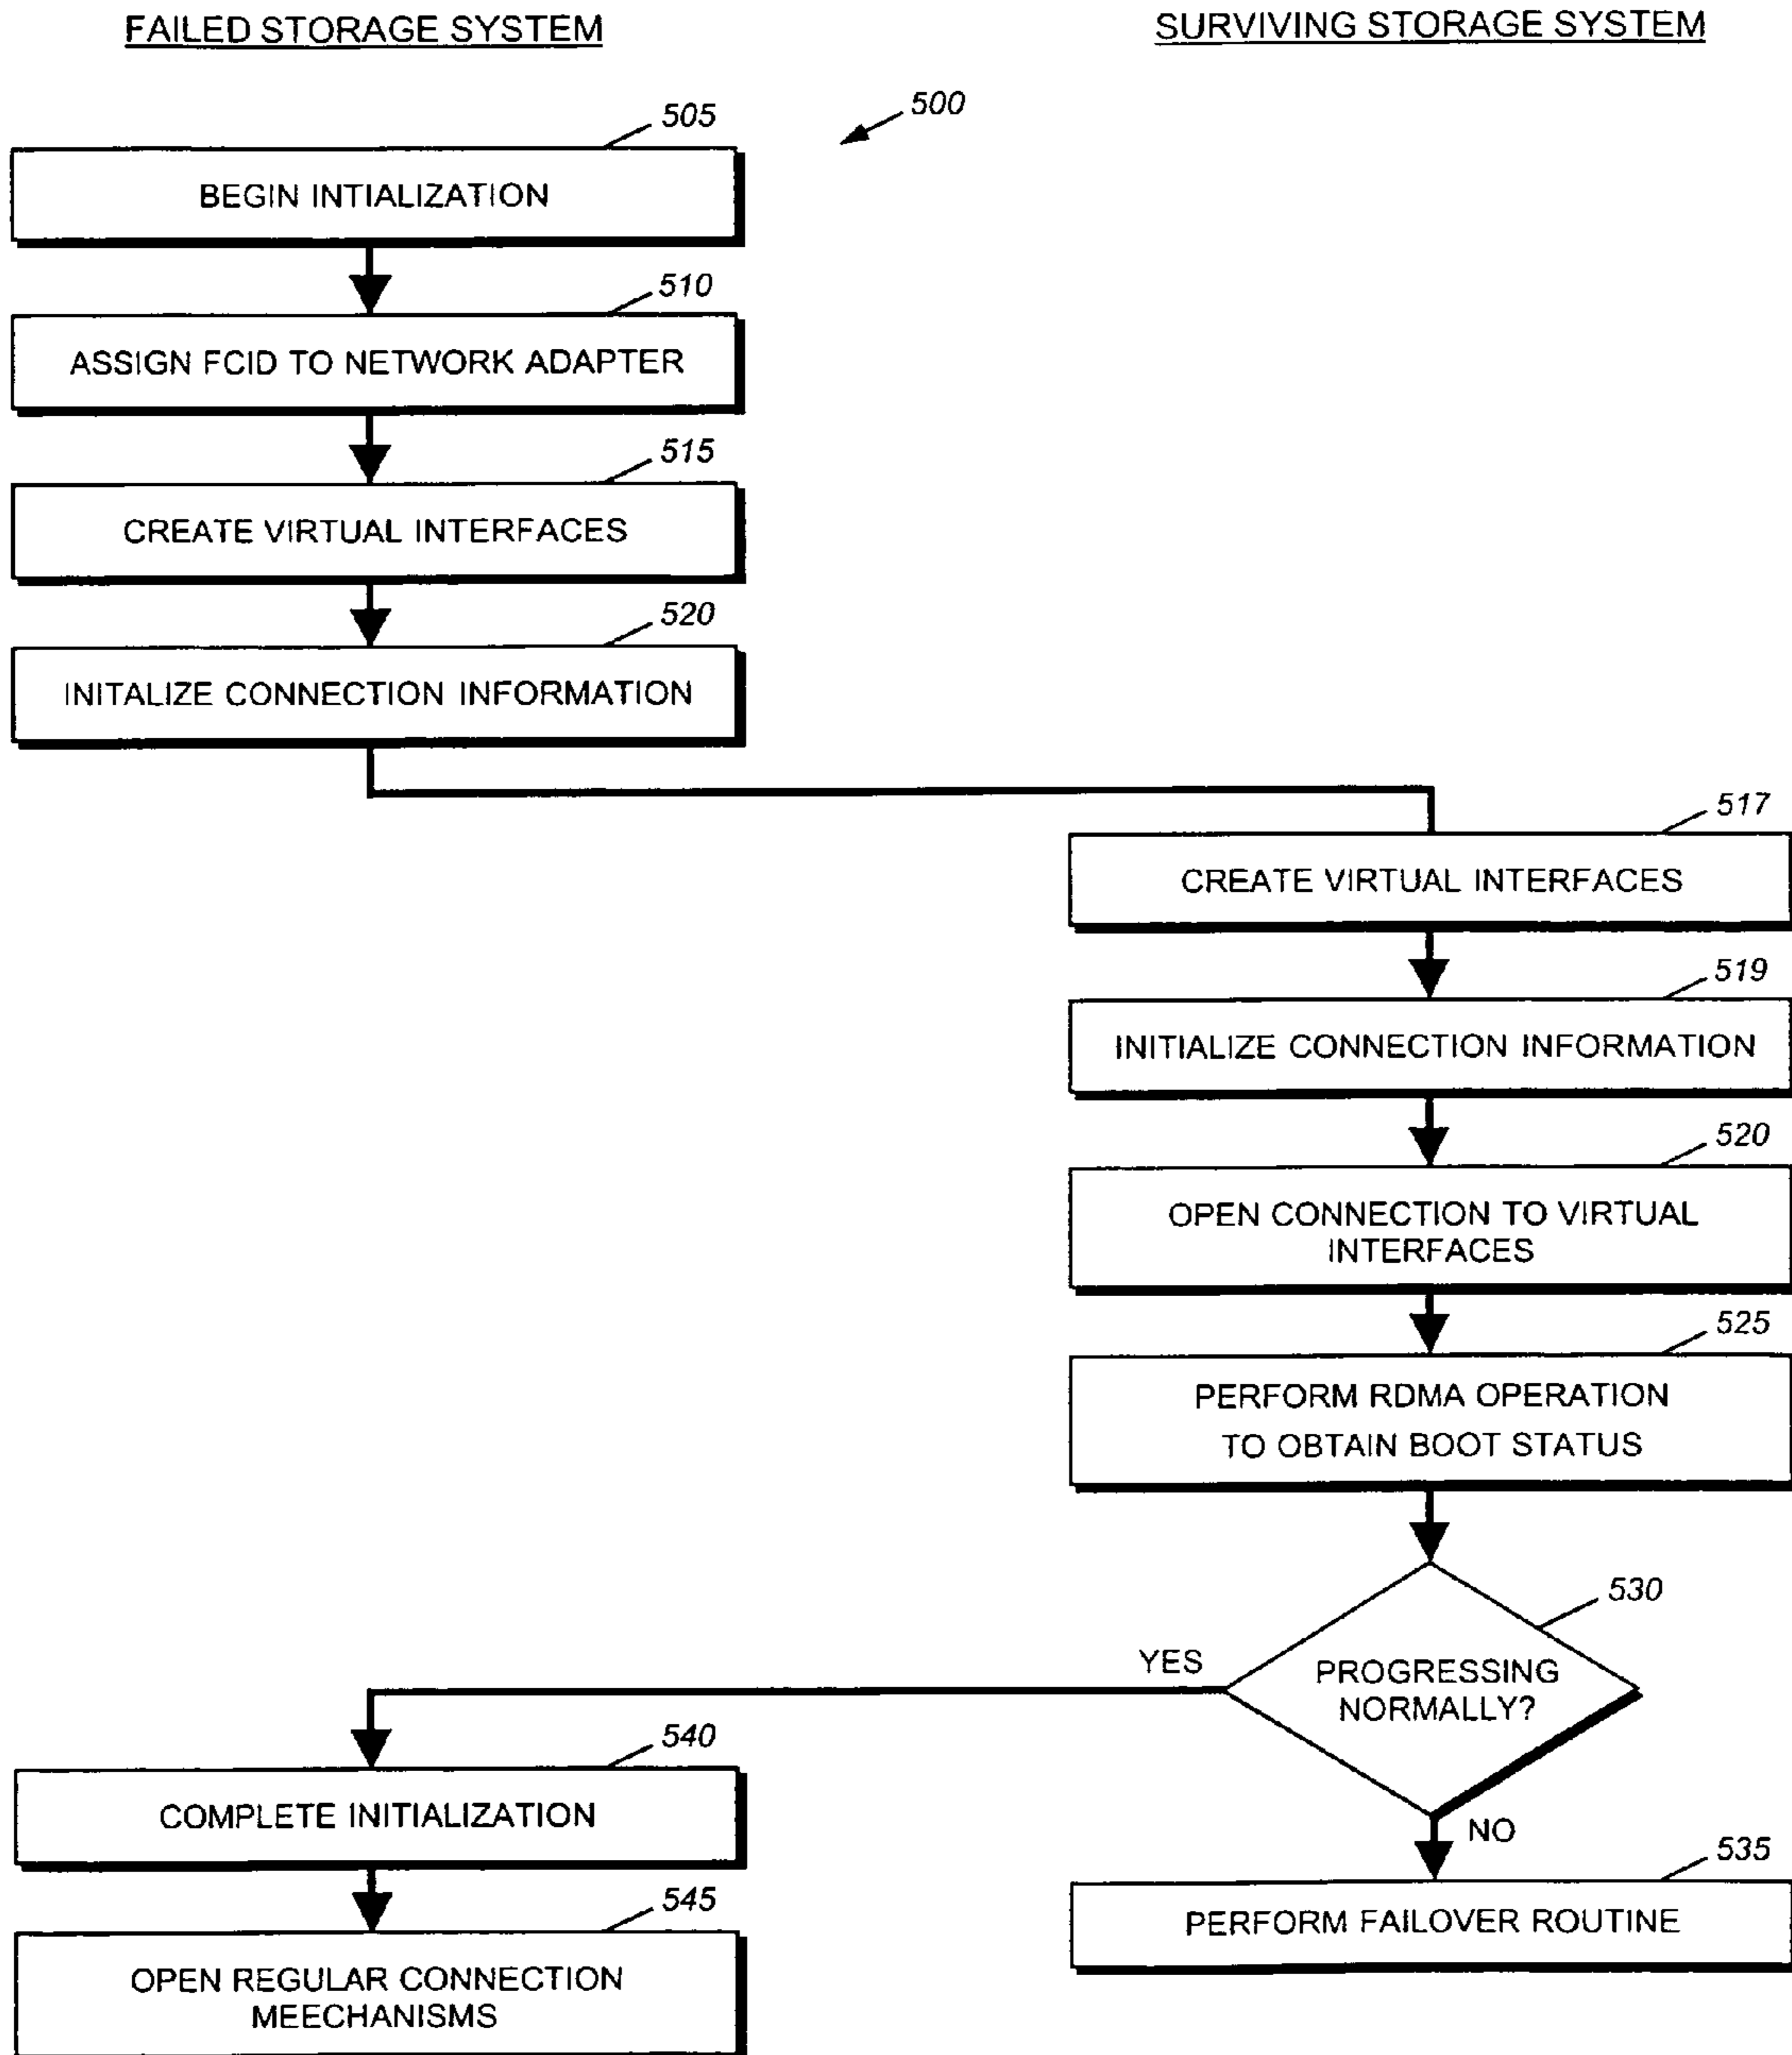 FAILED STORAGE SYSTEM
SURVIVING STORAGE SYSTEM
500
505
BEGIN INTIALIZATION
510
ASSIGN FCID TO NETWORK ADAPTER
515
CREATE VIRTUAL INTERFACES
520
INITALIZE CONNECTION INFORMATION
517
CREATE VIRTUAL INTERFACES
519
INITIALIZE CONNECTION INFORMATION
520
OPEN CONNECTION TO VIRTUAL
INTERFACES
525
PERFORM RDMA OPERATION
TO OBTAIN BOOT STATUS
530
PROGRESSING
NORMALLY?
YES
NO
535
PERFORM FAILOVER ROUTINE
540
COMPLETE INITIALIZATION
545
OPEN REGULAR CONNECTION
MEECHANISMS